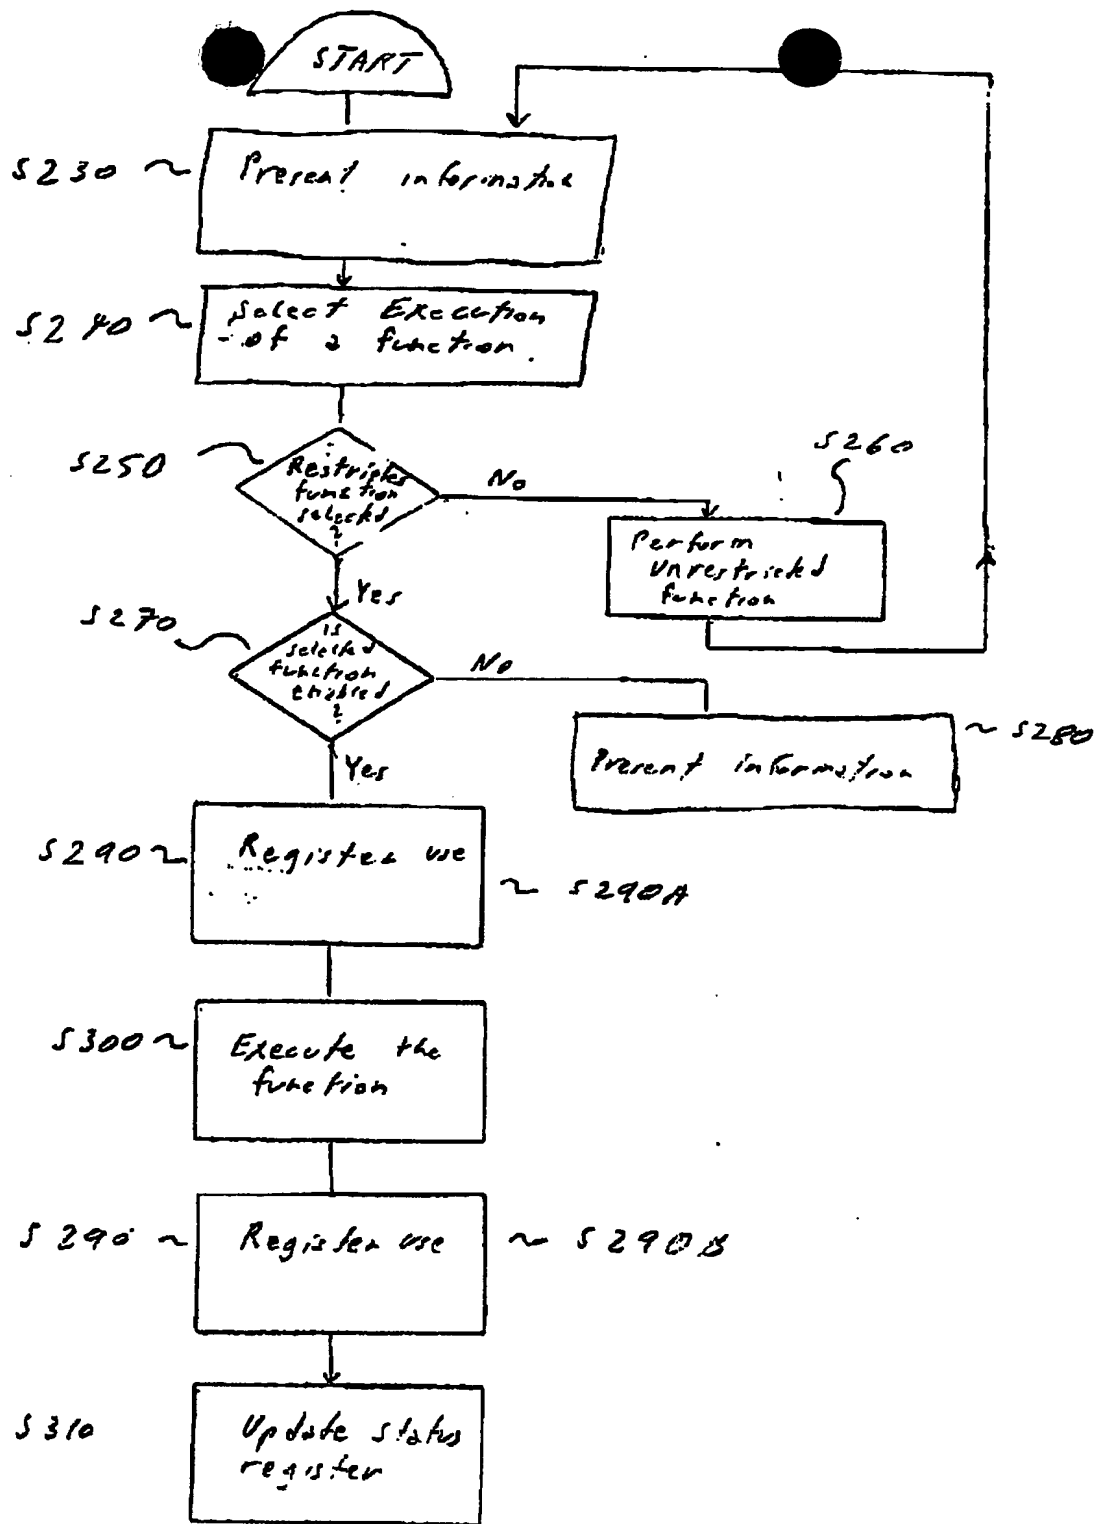 START
S230
Present information
S240
Select Execution
of a function.
S250
Restricted
function
selected
?
No
S260
Perform
unrestricted
function
Yes
S270
is
selected
function
enabled
?
No
S280
Present information
Yes
S290
Register use
S290A
S300
Execute the
function
S290
Register use
S290B
S310
Update status
register